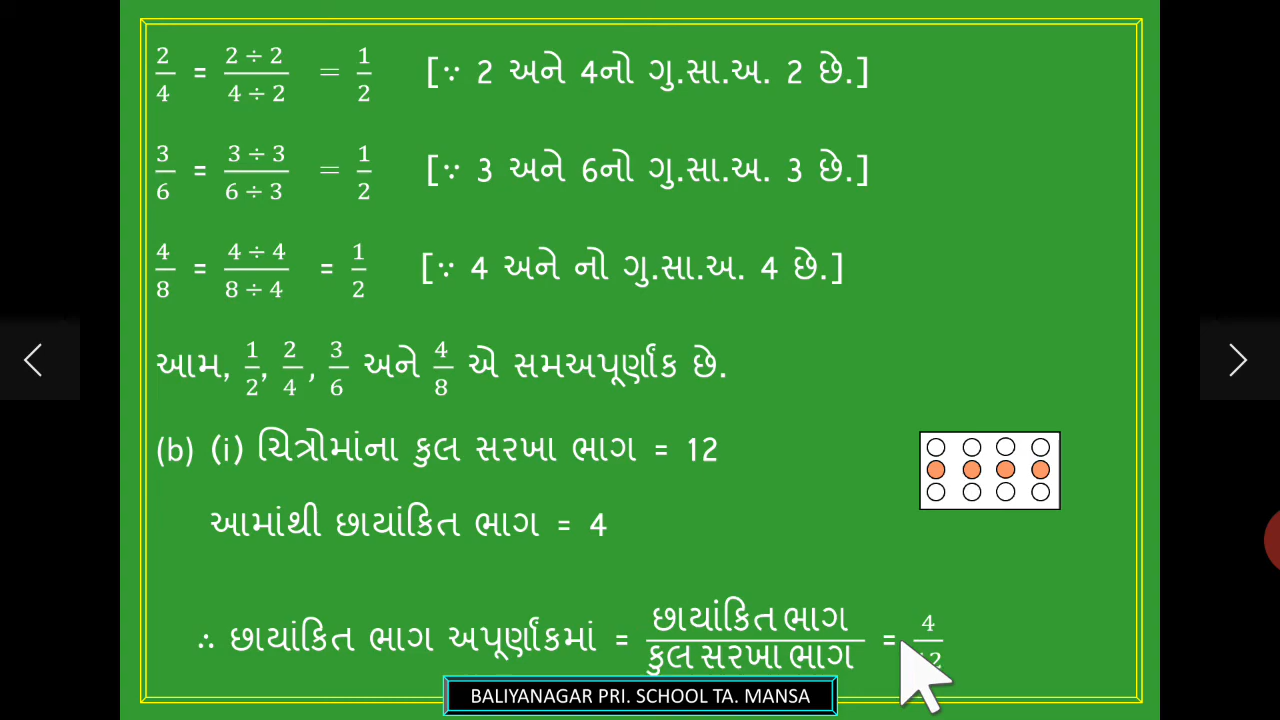 2/4 = (2 ÷ 2)/(4 ÷ 2) = 1/2 [∵ 2 અને 4નો ગુ.સા.અ. 2 છે.]
3/6 = (3 ÷ 3)/(6 ÷ 3) = 1/2 [∵ 3 અને 6નો ગુ.સા.અ. 3 છે.]
4/8 = (4 ÷ 4)/(8 ÷ 4) = 1/2 [∵ 4 અને નો ગુ.સા.અ. 4 છે.]
આમ, 1/2, 2/4, 3/6 અને 4/8 એ સમઅપૂર્ણાંક છે.
(b) (i) ચિત્રોમાંના કુલ સરખા ભાગ = 12
આમાંથી છાયાંકિત ભાગ = 4
∴ છાયાંકિત ભાગ અપૂર્ણાંકમાં = છાયાંકિત ભાગ/કુલ સરખા ભાગ = 4/12
BALIYANAGAR PRI. SCHOOL TA. MANSA